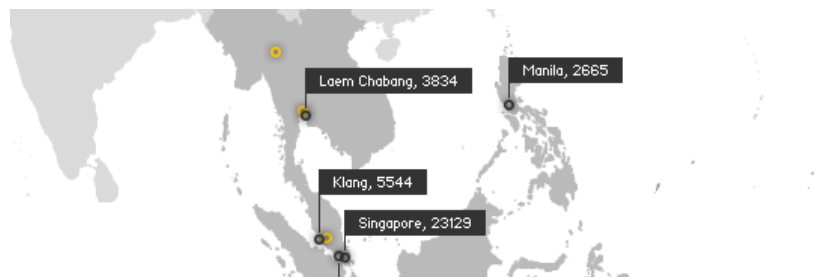 Manila, 2665
Laem Chabang, 3834
Klang, 5544
Singapore, 23129